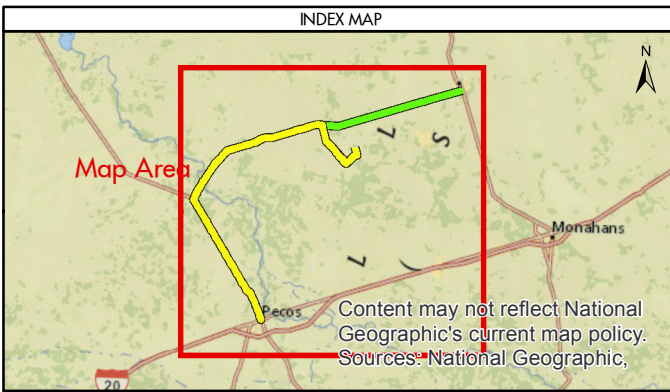 INDEX MAP
N
S
L
Map Area
Monahans
L
Pecos
Content may not reflect National
Geographic's current map policy.
Sources: National Geographic,
20